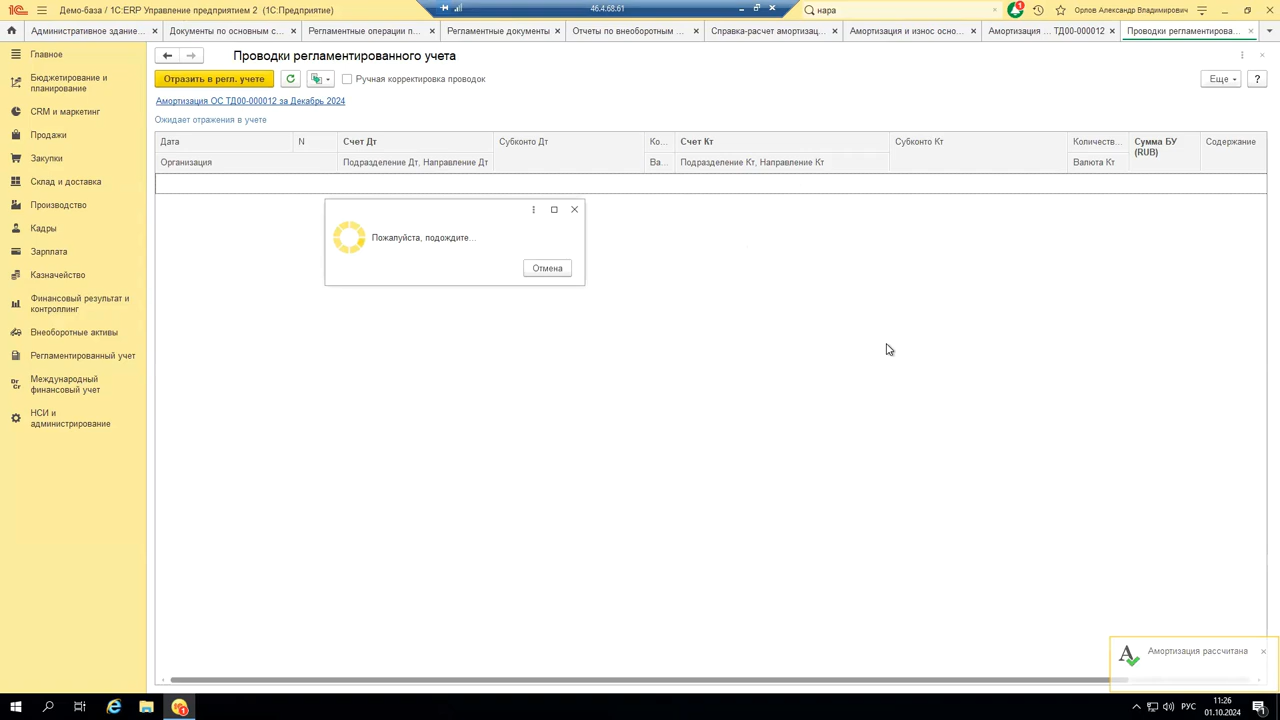 Демо-база / 1С:ERP Управление предприятием 2 (1С:Предприятие)
46.4.68.61
нара
1
Орлов Александр Владимирович
Административное здание...
Документы по основным с...
Регламентные операции п...
Регламентные документы
Отчеты по внеоборотным ...
Справка-расчет амортизац...
Амортизация и износ осно...
Амортизация ... ТД00-000012
Проводки регламентирова...
Главное
Бюджетирование и
планирование
CRM и маркетинг
Продажи
Закупки
Склад и доставка
Производство
Кадры
Зарплата
Казначейство
Финансовый результат и
контроллинг
Внеоборотные активы
Регламентированный учет
Международный
финансовый учет
НСИ и
администрирование
Проводки регламентированного учета
Отразить в регл. учете
Ручная корректировка проводок
Еще
?
Амортизация ОС ТД00-000012 за Декабрь 2024
Ожидает отражения в учете
Дата
N
Счет Дт
Субконто Дт
Ко...
Счет Кт
Субконто Кт
Количеств...
Сумма БУ
(RUB)
Содержание
Организация
Подразделение Дт, Направление Дт
Ва...
Подразделение Кт, Направление Кт
Валюта Кт
Пожалуйста, подождите...
Отмена
Амортизация рассчитана
РУС
11:26
01.10.2024
1